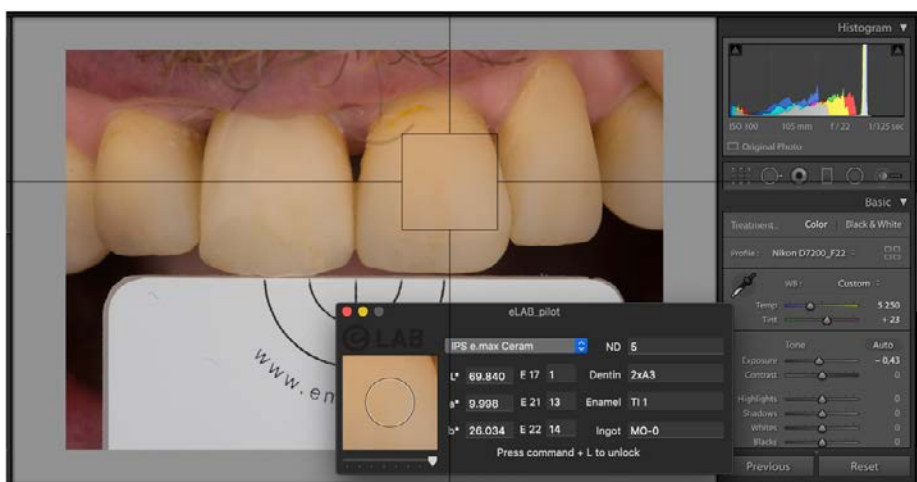 Histogram
ISO 100 105 mm f / 22 1/125 sec
Original Photo
Basic
Treatment : Color Black & White
Profile : Nikon D7200_F22
WB : Custom
Temp 5 250
Tint + 23
Tone Auto
Exposure – 0,43
Contrast 0
Highlights 0
Shadows 0
Whites 0
Blacks 0
Previous Reset
eLAB_pilot
eLAB
IPS e.max Ceram ND 5
L* 69.840 E 17 1 Dentin 2xA3
a* 9.998 E 21 13 Enamel TI 1
b* 26.034 E 22 14 Ingot MO-0
Press command + L to unlock
www.en